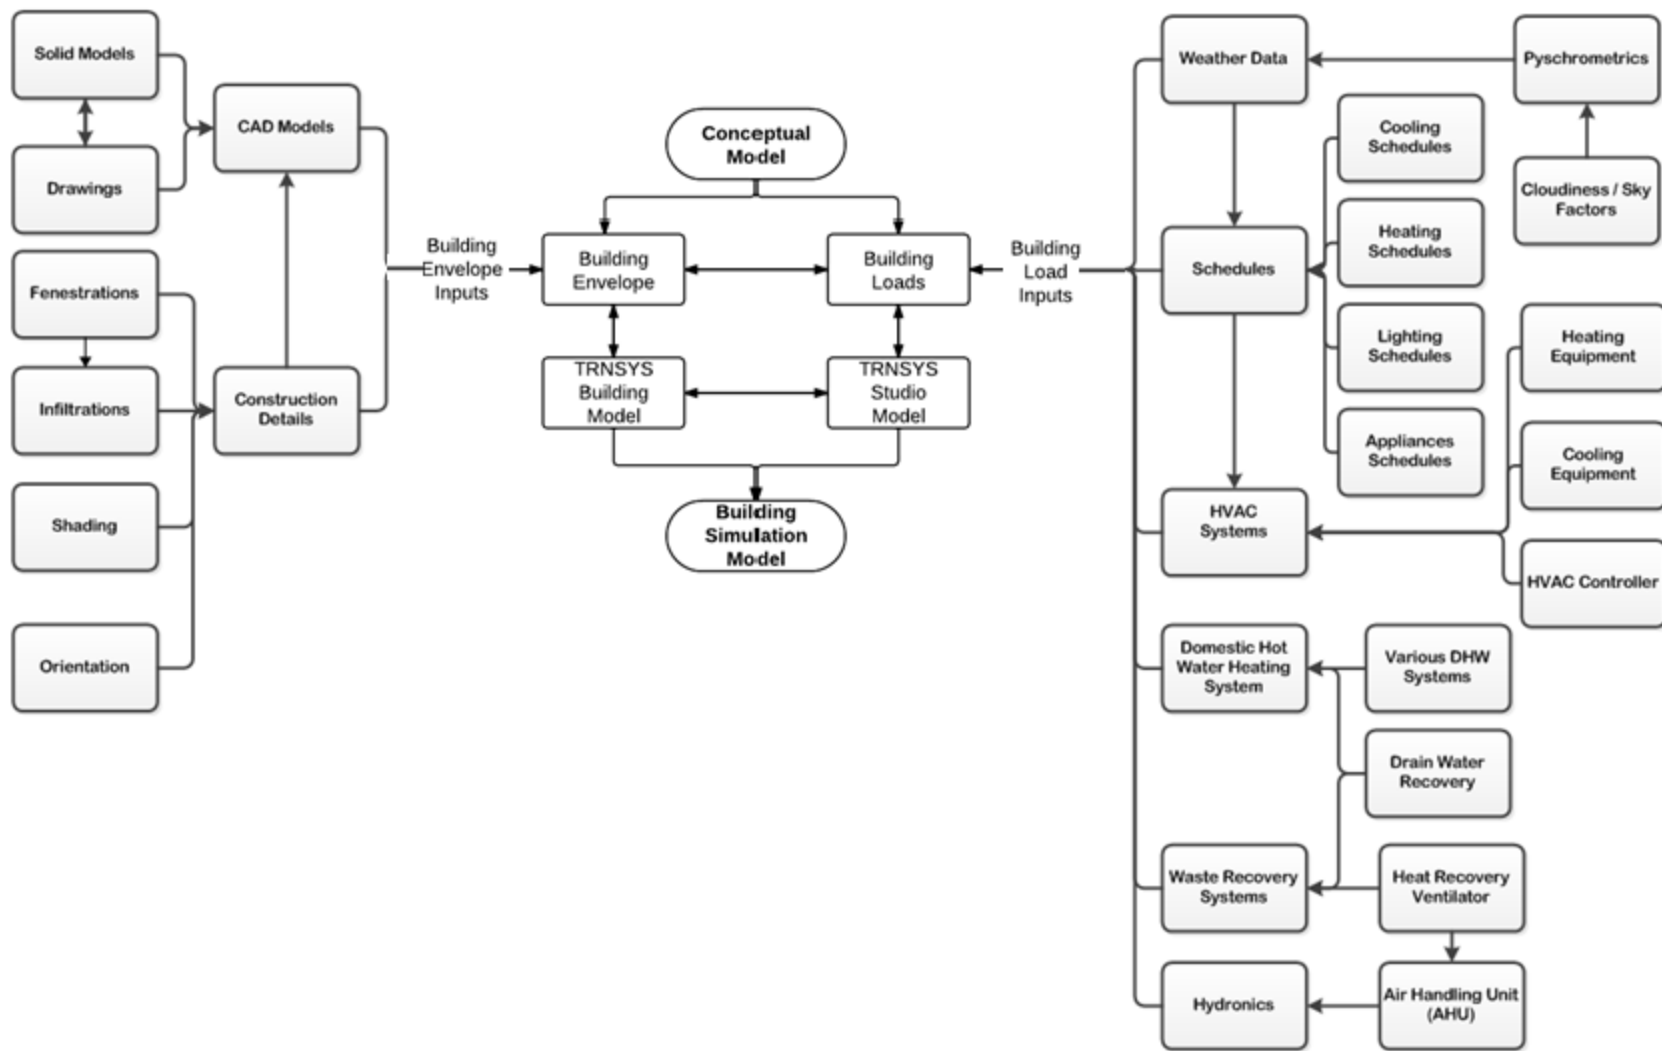 Solid Models
Drawings
Fenestrations
Infiltrations
Shading
Orientation
CAD Models
Construction
Details
Building
Envelope
Inputs
Conceptual
Model
Building
Envelope
Building
Loads
TRNSYS
Building
Model
TRNSYS
Studio
Model
Building
Simulation
Model
Building
Load
Inputs
Weather Data
Schedules
HVAC
Systems
Domestic Hot
Water Heating
System
Waste Recovery
Systems
Hydronics
Pyschrometrics
Cloudiness / Sky
Factors
Cooling
Schedules
Heating
Schedules
Lighting
Schedules
Appliances
Schedules
Heating
Equipment
Cooling
Equipment
HVAC Controller
Various DHW
Systems
Drain Water
Recovery
Heat Recovery
Ventilator
Air Handling Unit
(AHU)